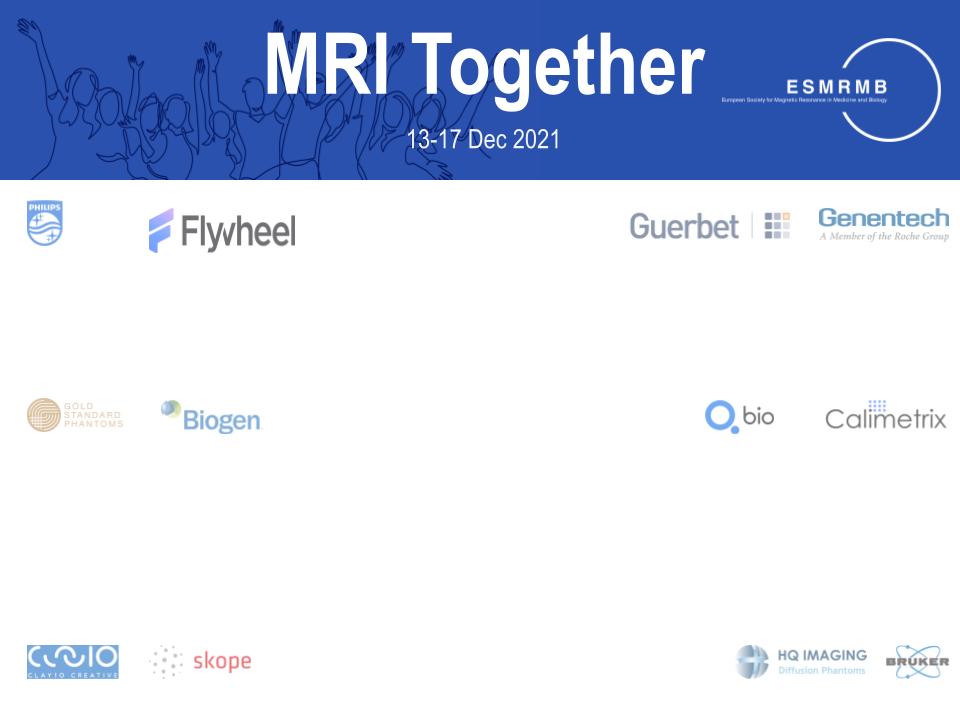 MRI Together
ESMRMB
European Society for Magnetic Resonance in Medicine and Biology
13-17 Dec 2021
PHILIPS
Flywheel
Guerbet
Genentech
A Member of the Roche Group
GOLD
STANDARD
PHANTOMS
Biogen
Q bio
Calimetrix
CLAYIO CREATIVE
skope
HQ IMAGING
Diffusion Phantoms
BRUKER